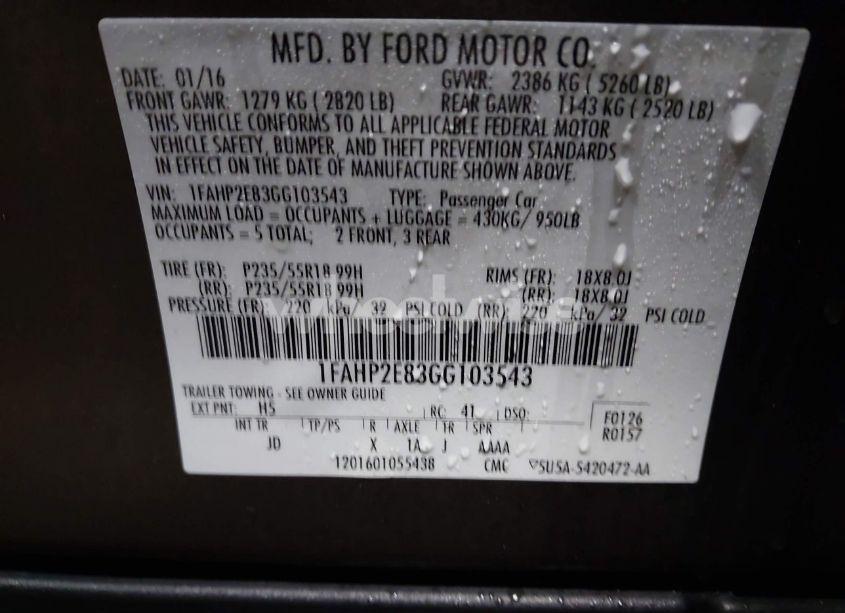 MFD. BY FORD MOTOR CO.
DATE: 01/16 GVWR: 2386 KG ( 5260 LB)
FRONT GAWR: 1279 KG ( 2820 LB) REAR GAWR: 1143 KG ( 2520 LB)
THIS VEHICLE CONFORMS TO ALL APPLICABLE FEDERAL MOTOR
VEHICLE SAFETY, BUMPER, AND THEFT PREVENTION STANDARDS
IN EFFECT ON THE DATE OF MANUFACTURE SHOWN ABOVE.
VIN: 1FAHP2E83GG103543 TYPE: Passenger Car
MAXIMUM LOAD = OCCUPANTS + LUGGAGE = 430KG/ 950LB
OCCUPANTS = 5 TOTAL; 2 FRONT, 3 REAR
TIRE (FR): P235/55R18 99H RIMS (FR): 18X8.0J
(RR): P235/55R18 99H (RR): 18X8.0J
PRESSURE (FR): 220 kPa/ 32 PSI COLD (RR): 220 kPa/ 32 PSI COLD
1FAHP2E83GG103543
TRAILER TOWING - SEE OWNER GUIDE
EXT PNT: H5 RC: 41 DSO: F0126
INT TR TP/PS R AXLE TR SPR R0157
JD X 1A J AAAA
1201601055438 CMC SU5A-5420472-AA